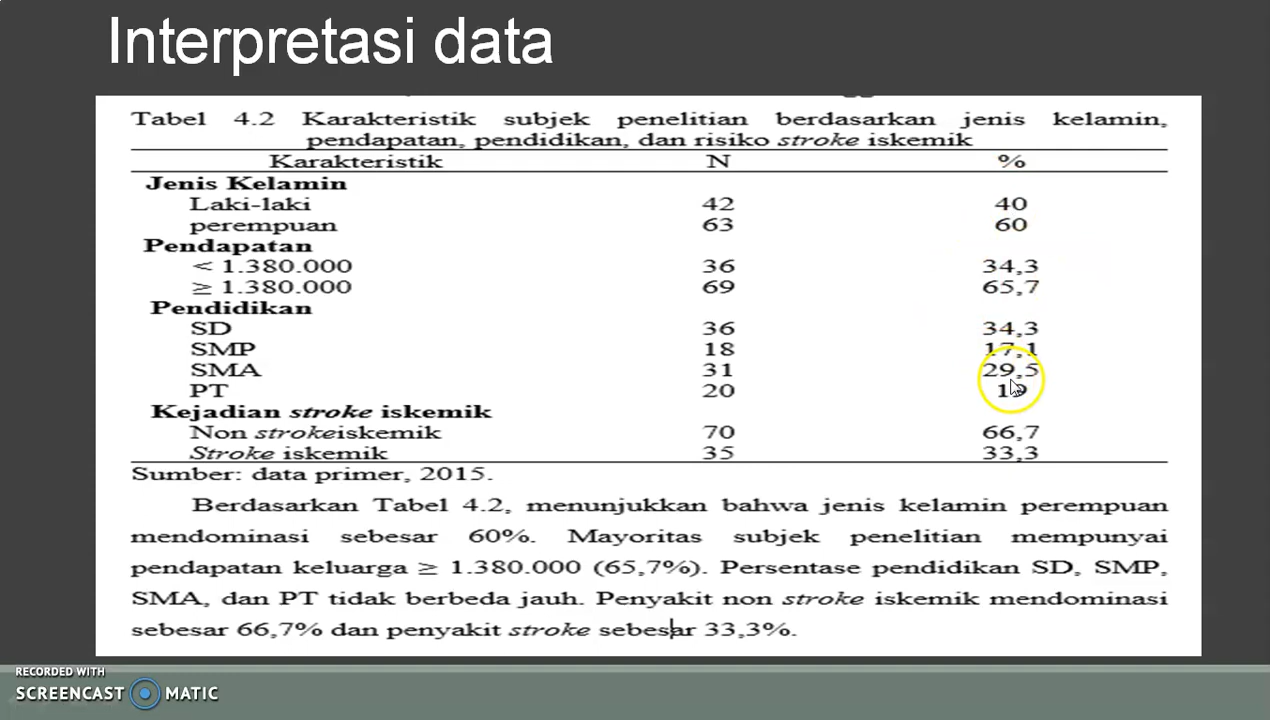 Interpretasi data
Tabel 4.2 Karakteristik subjek penelitian berdasarkan jenis kelamin,
pendapatan, pendidikan, dan risiko stroke iskemik
Karakteristik N %
Jenis Kelamin
Laki-laki 42 40
perempuan 63 60
Pendapatan
< 1.380.000 36 34,3
≥ 1.380.000 69 65,7
Pendidikan
SD 36 34,3
SMP 18 17,1
SMA 31 29,5
PT 20 19
Kejadian stroke iskemik
Non strokeiskemik 70 66,7
Stroke iskemik 35 33,3
Sumber: data primer, 2015.
Berdasarkan Tabel 4.2, menunjukkan bahwa jenis kelamin perempuan
mendominasi sebesar 60%. Mayoritas subjek penelitian mempunyai
pendapatan keluarga ≥ 1.380.000 (65,7%). Persentase pendidikan SD, SMP,
SMA, dan PT tidak berbeda jauh. Penyakit non stroke iskemik mendominasi
sebesar 66,7% dan penyakit stroke sebesar 33,3%.
RECORDED WITH
SCREENCAST MATIC